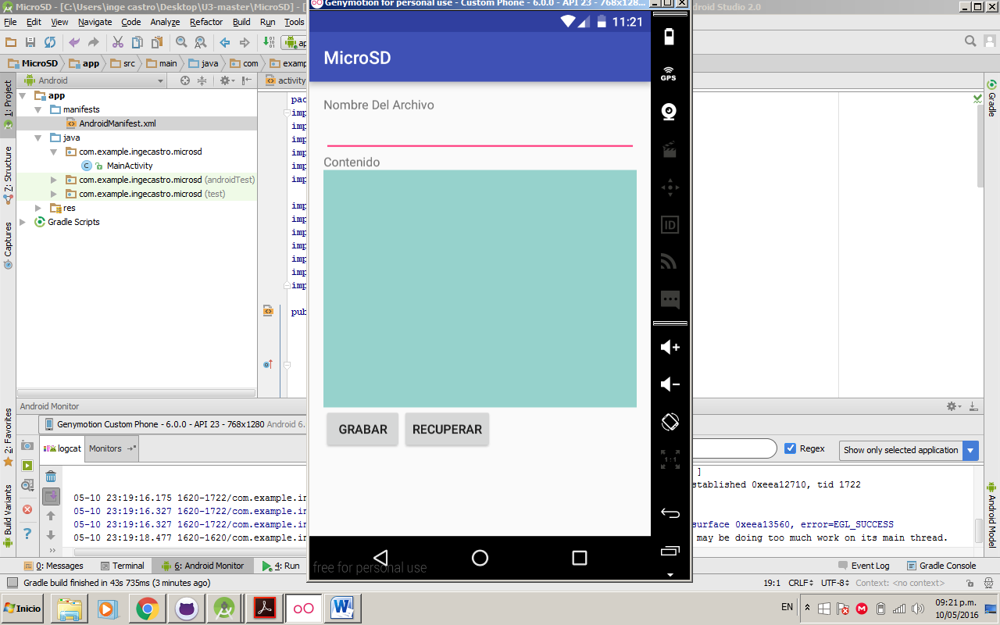 MicroSD - [C:\Users\inge castro\Desktop\U3-master\MicroSD] - [
Genymotion for personal use - Custom Phone - 6.0.0 - API 23 - 768x128...
Android Studio 2.0
File Edit View Navigate Code Analyze Refactor Build Run Tools
MicroSD app src main java com examp
Android
activity
1: Project
7: Structure
Captures
2: Favorites
Build Variants
app
manifests
AndroidManifest.xml
java
com.example.ingecastro.microsd
MainActivity
com.example.ingecastro.microsd (androidTest)
com.example.ingecastro.microsd (test)
res
Gradle Scripts
pac
imp
imp
imp
imp
imp
imp
imp
imp
imp
imp
imp
imp
imp
pub
11:21
MicroSD
Nombre Del Archivo
Contenido
GRABAR RECUPERAR
free for personal use
GPS
ID
1:1
Gradle
Android Model
Android Monitor
Genymotion Custom Phone - 6.0.0 - API 23 - 768x1280 Android 6.
logcat Monitors
Regex
Show only selected application
]
stablished 0xeea12710, tid 1722
05-10 23:19:16.175 1620-1722/com.example.in
05-10 23:19:16.327 1620-1722/com.example.in
05-10 23:19:16.327 1620-1722/com.example.in
surface 0xeea13560, error=EGL_SUCCESS
05-10 23:19:18.477 1620-1620/com.example.in
may be doing too much work on its main thread.
0: Messages Terminal 6: Android Monitor 4: Run
Event Log Gradle Console
Gradle build finished in 43s 735ms (3 minutes ago)
19:1 CRLF UTF-8 Context: <no context>
Inicio
EN
09:21 p.m.
10/05/2016